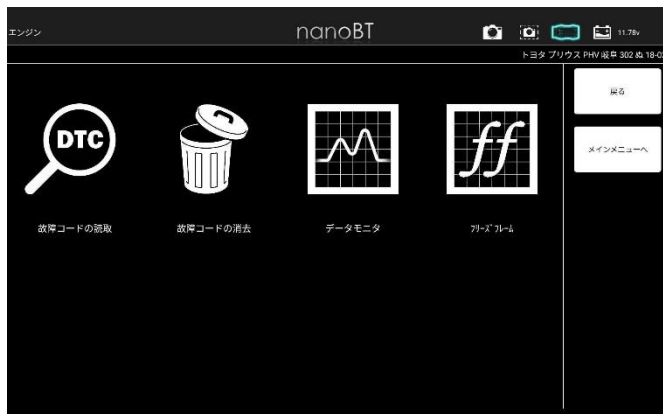 エンジン
nanoBT
11.78v
トヨタ プリウス PHV 岐阜 302 ぬ 18-0
戻る
メインメニューへ
DTC
ff
故障コードの読取
故障コードの消去
データモニタ
ﾌﾘｰｽﾞﾌﾚｰﾑ